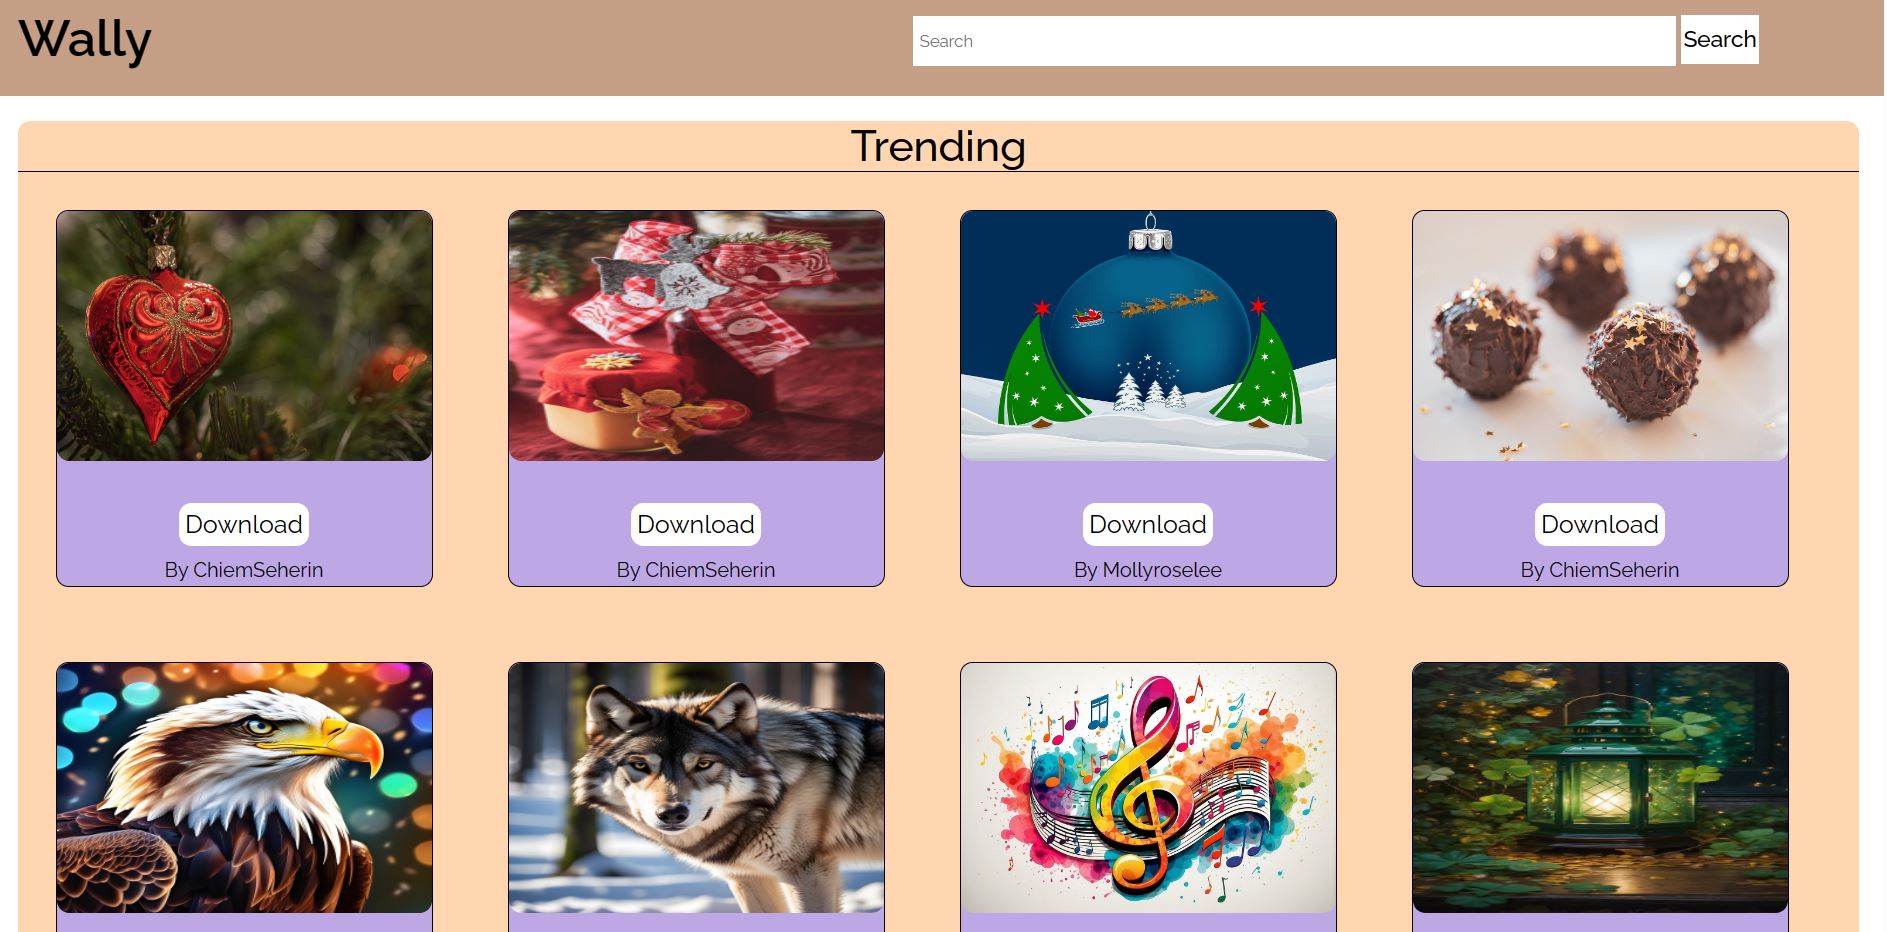 Wally
Search
Search
Trending
Download
Download
Download
Download
By ChiemSeherin
By ChiemSeherin
By Mollyroselee
By ChiemSeherin